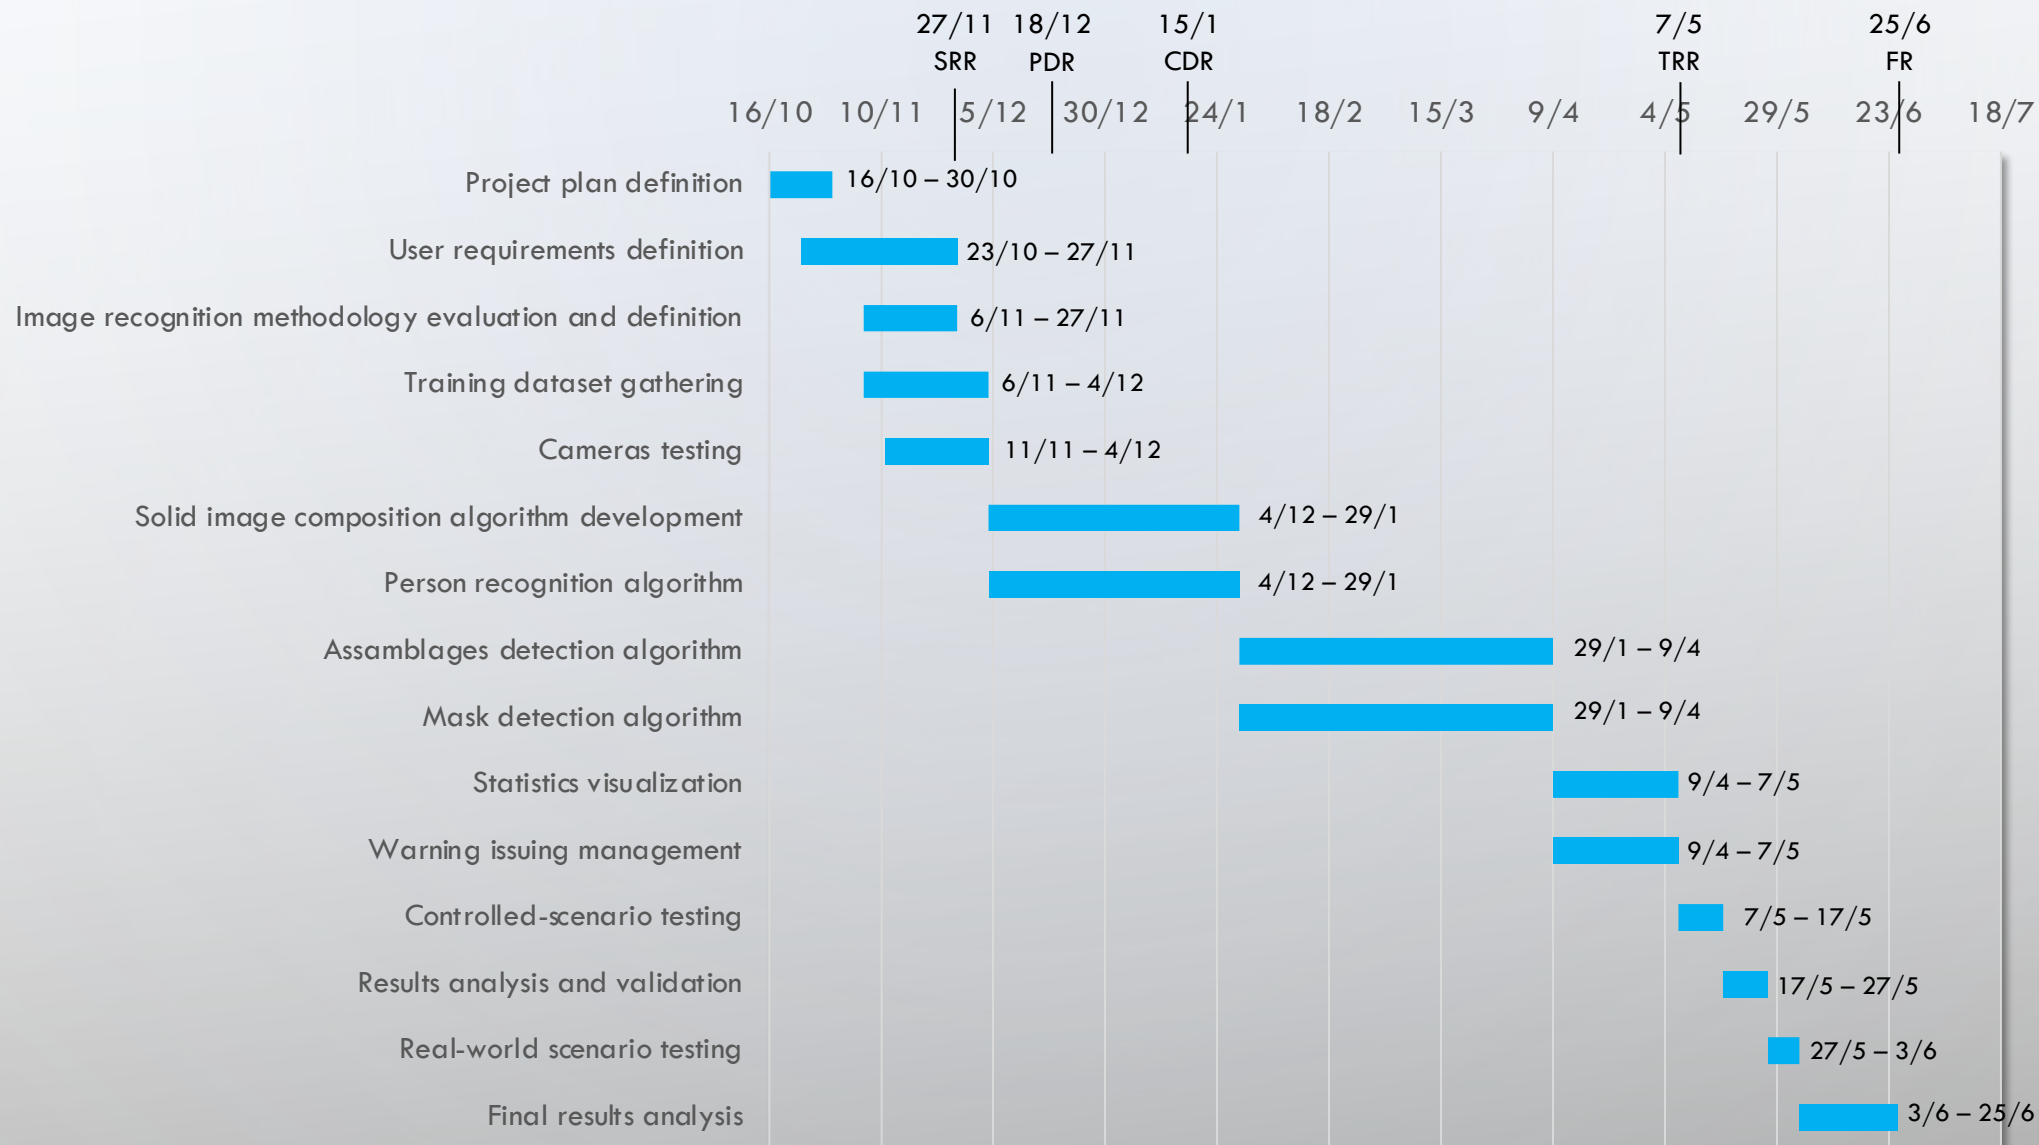 27/11 18/12 15/1 7/5 25/6
SRR PDR CDR TRR FR
16/10 10/11 5/12 30/12 24/1 18/2 15/3 9/4 4/5 29/5 23/6 18/7
Project plan definition 16/10 – 30/10
User requirements definition 23/10 – 27/11
Image recognition methodology evaluation and definition 6/11 – 27/11
Training dataset gathering 6/11 – 4/12
Cameras testing 11/11 – 4/12
Solid image composition algorithm development 4/12 – 29/1
Person recognition algorithm 4/12 – 29/1
Assamblages detection algorithm 29/1 – 9/4
Mask detection algorithm 29/1 – 9/4
Statistics visualization 9/4 – 7/5
Warning issuing management 9/4 – 7/5
Controlled-scenario testing 7/5 – 17/5
Results analysis and validation 17/5 – 27/5
Real-world scenario testing 27/5 – 3/6
Final results analysis 3/6 – 25/6